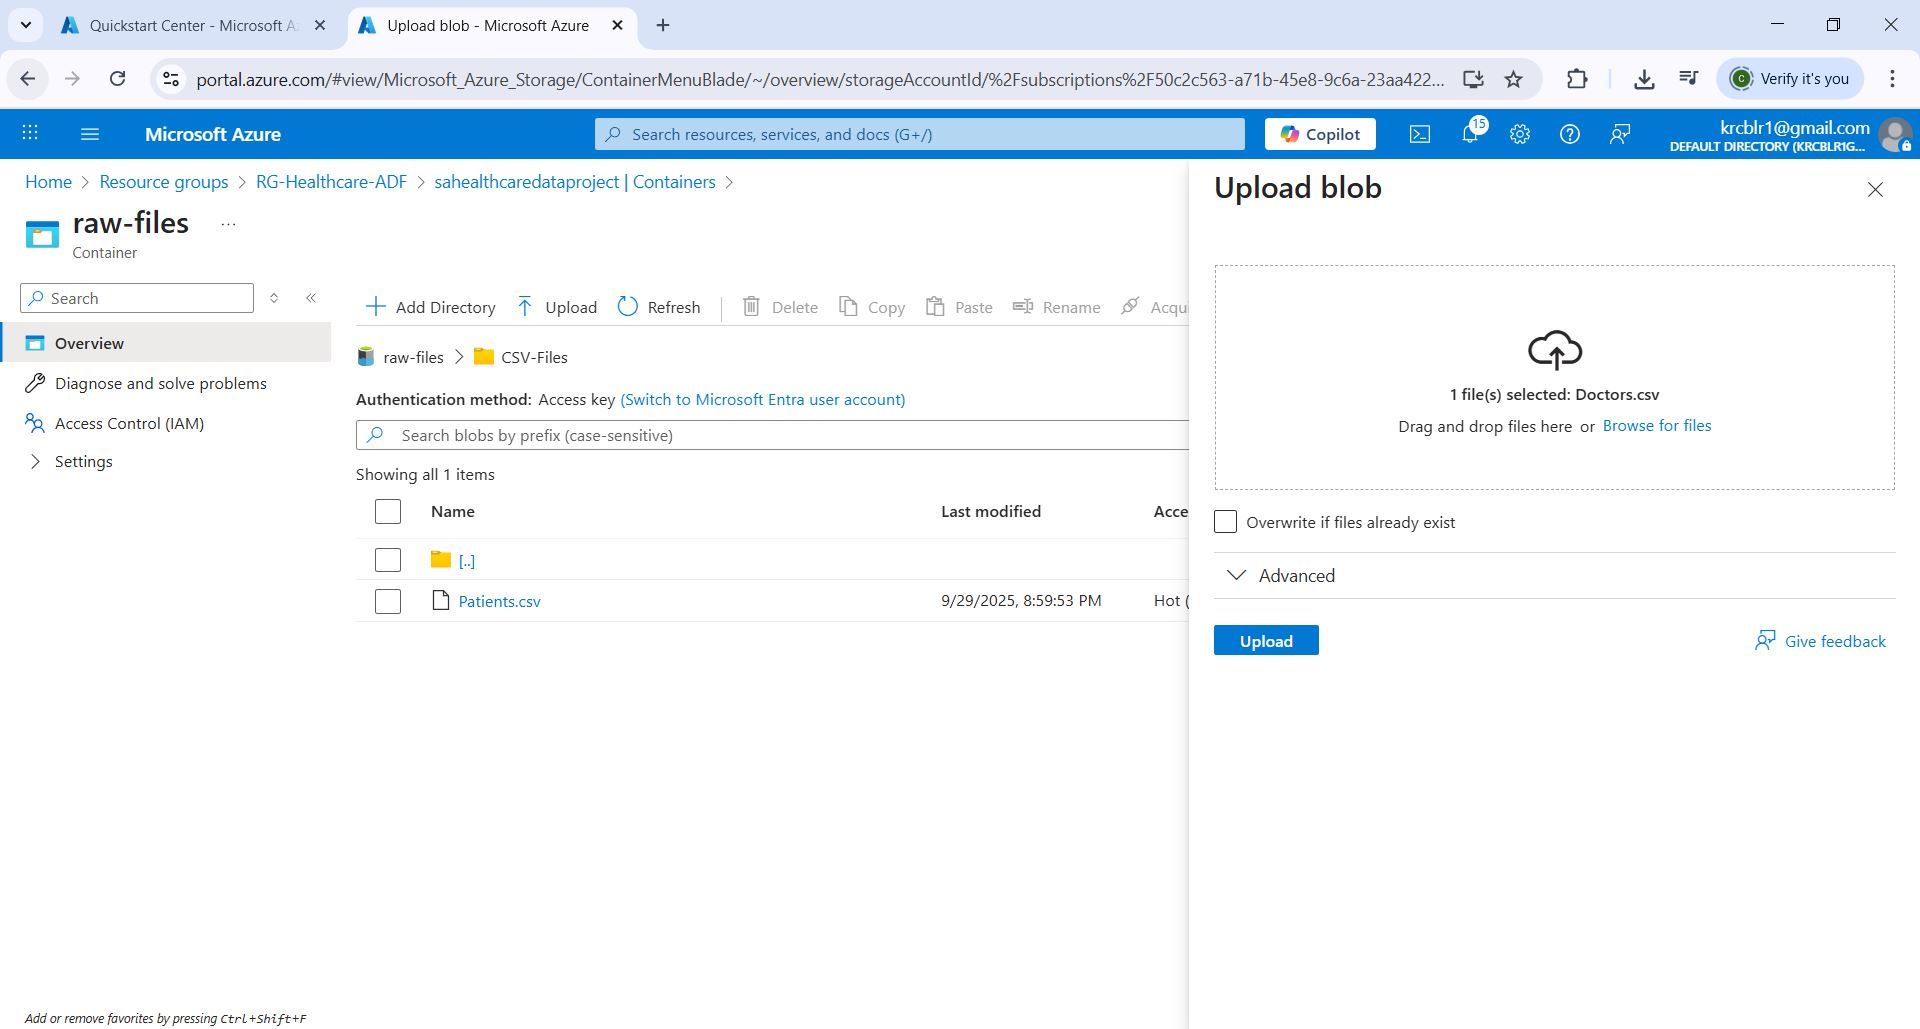 Quickstart Center - Microsoft A
Upload blob - Microsoft Azure
portal.azure.com/#view/Microsoft_Azure_Storage/ContainerMenuBlade/~/overview/storageAccountId/%2Fsubscriptions%2F50c2c563-a71b-45e8-9c6a-23aa422...
Verify it's you
Microsoft Azure
Search resources, services, and docs (G+/)
Copilot
15
krcblr1@gmail.com
DEFAULT DIRECTORY (KRCBLR1G...
Home > Resource groups > RG-Healthcare-ADF > sahealthcaredataproject | Containers >
raw-files ...
Container
Search
Overview
Diagnose and solve problems
Access Control (IAM)
Settings
Add Directory Upload Refresh Delete Copy Paste Rename Acqu
raw-files > CSV-Files
Authentication method: Access key (Switch to Microsoft Entra user account)
Search blobs by prefix (case-sensitive)
Showing all 1 items
Name Last modified Acce
[..]
Patients.csv 9/29/2025, 8:59:53 PM Hot (
Upload blob
1 file(s) selected: Doctors.csv
Drag and drop files here or Browse for files
Overwrite if files already exist
Advanced
Upload
Give feedback
Add or remove favorites by pressing Ctrl+Shift+F